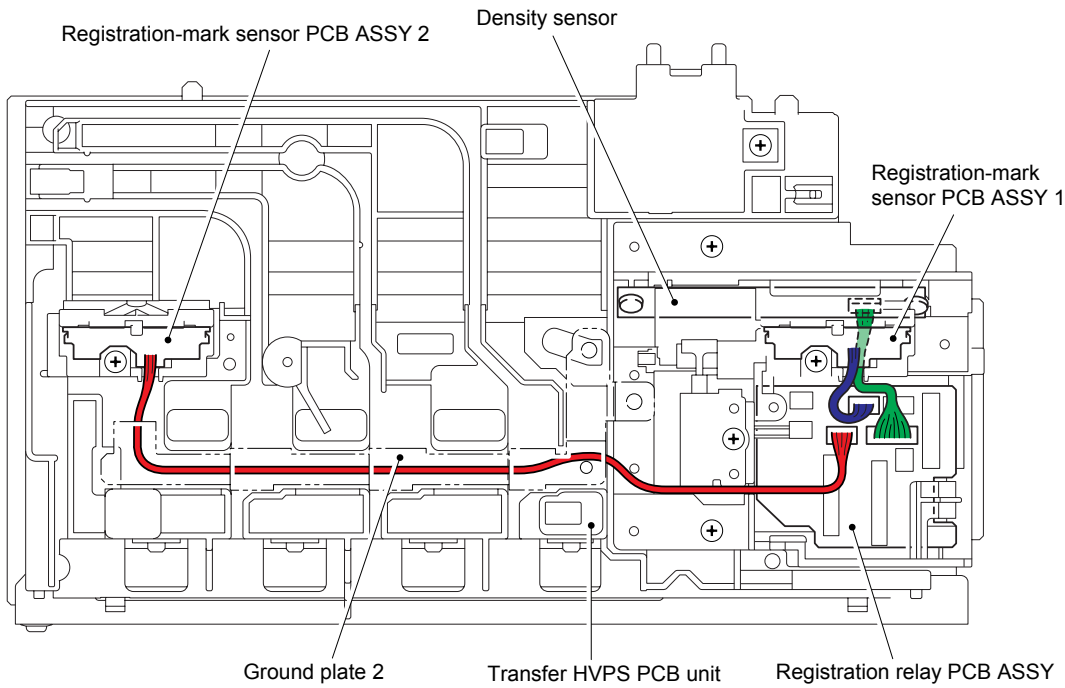 Density sensor
Registration-mark sensor PCB ASSY 2
Registration-mark
sensor PCB ASSY 1
Ground plate 2
Transfer HVPS PCB unit
Registration relay PCB ASSY